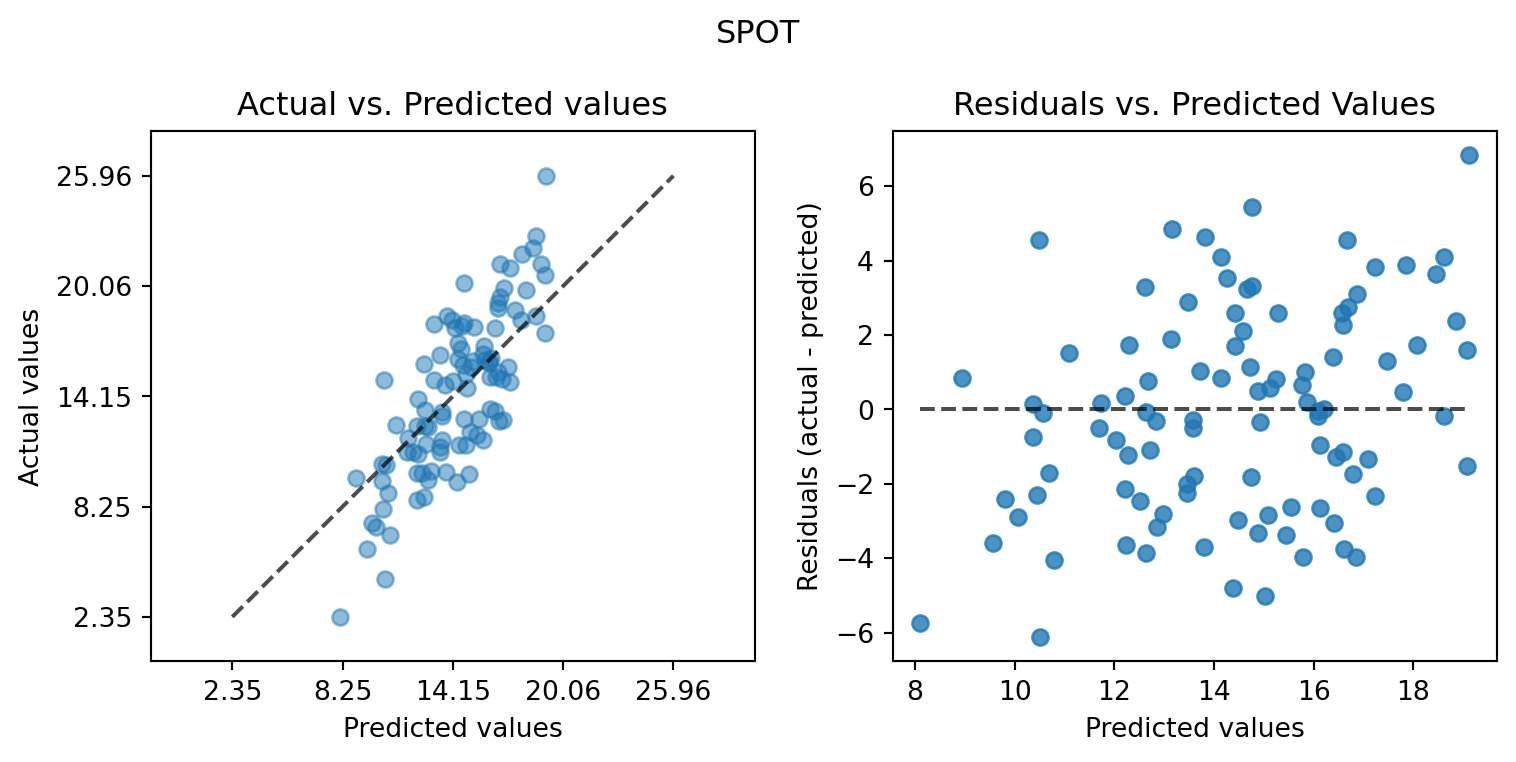 SPOT
Actual vs. Predicted values
Actual values
25.96
20.06
14.15
8.25
2.35
2.35 8.25 14.15 20.06 25.96
Predicted values
Residuals vs. Predicted Values
Residuals (actual - predicted)
6
4
2
0
−2
−4
−6
8 10 12 14 16 18
Predicted values